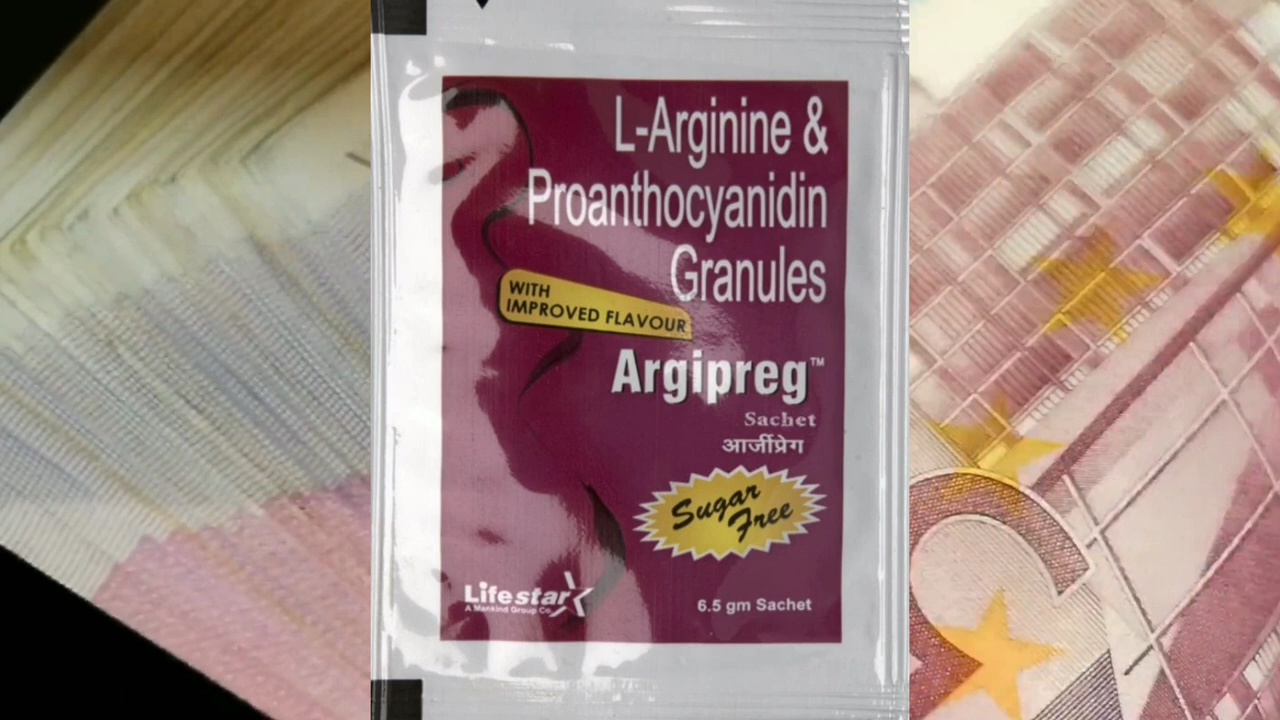 L-Arginine &
Proanthocyanidin
Granules
WITH
IMPROVED FLAVOUR
Argipreg™
Sachet
आर्जीप्रेग
Sugar
Free
Lifestar
A Mankind Group Co.
6.5 gm Sachet